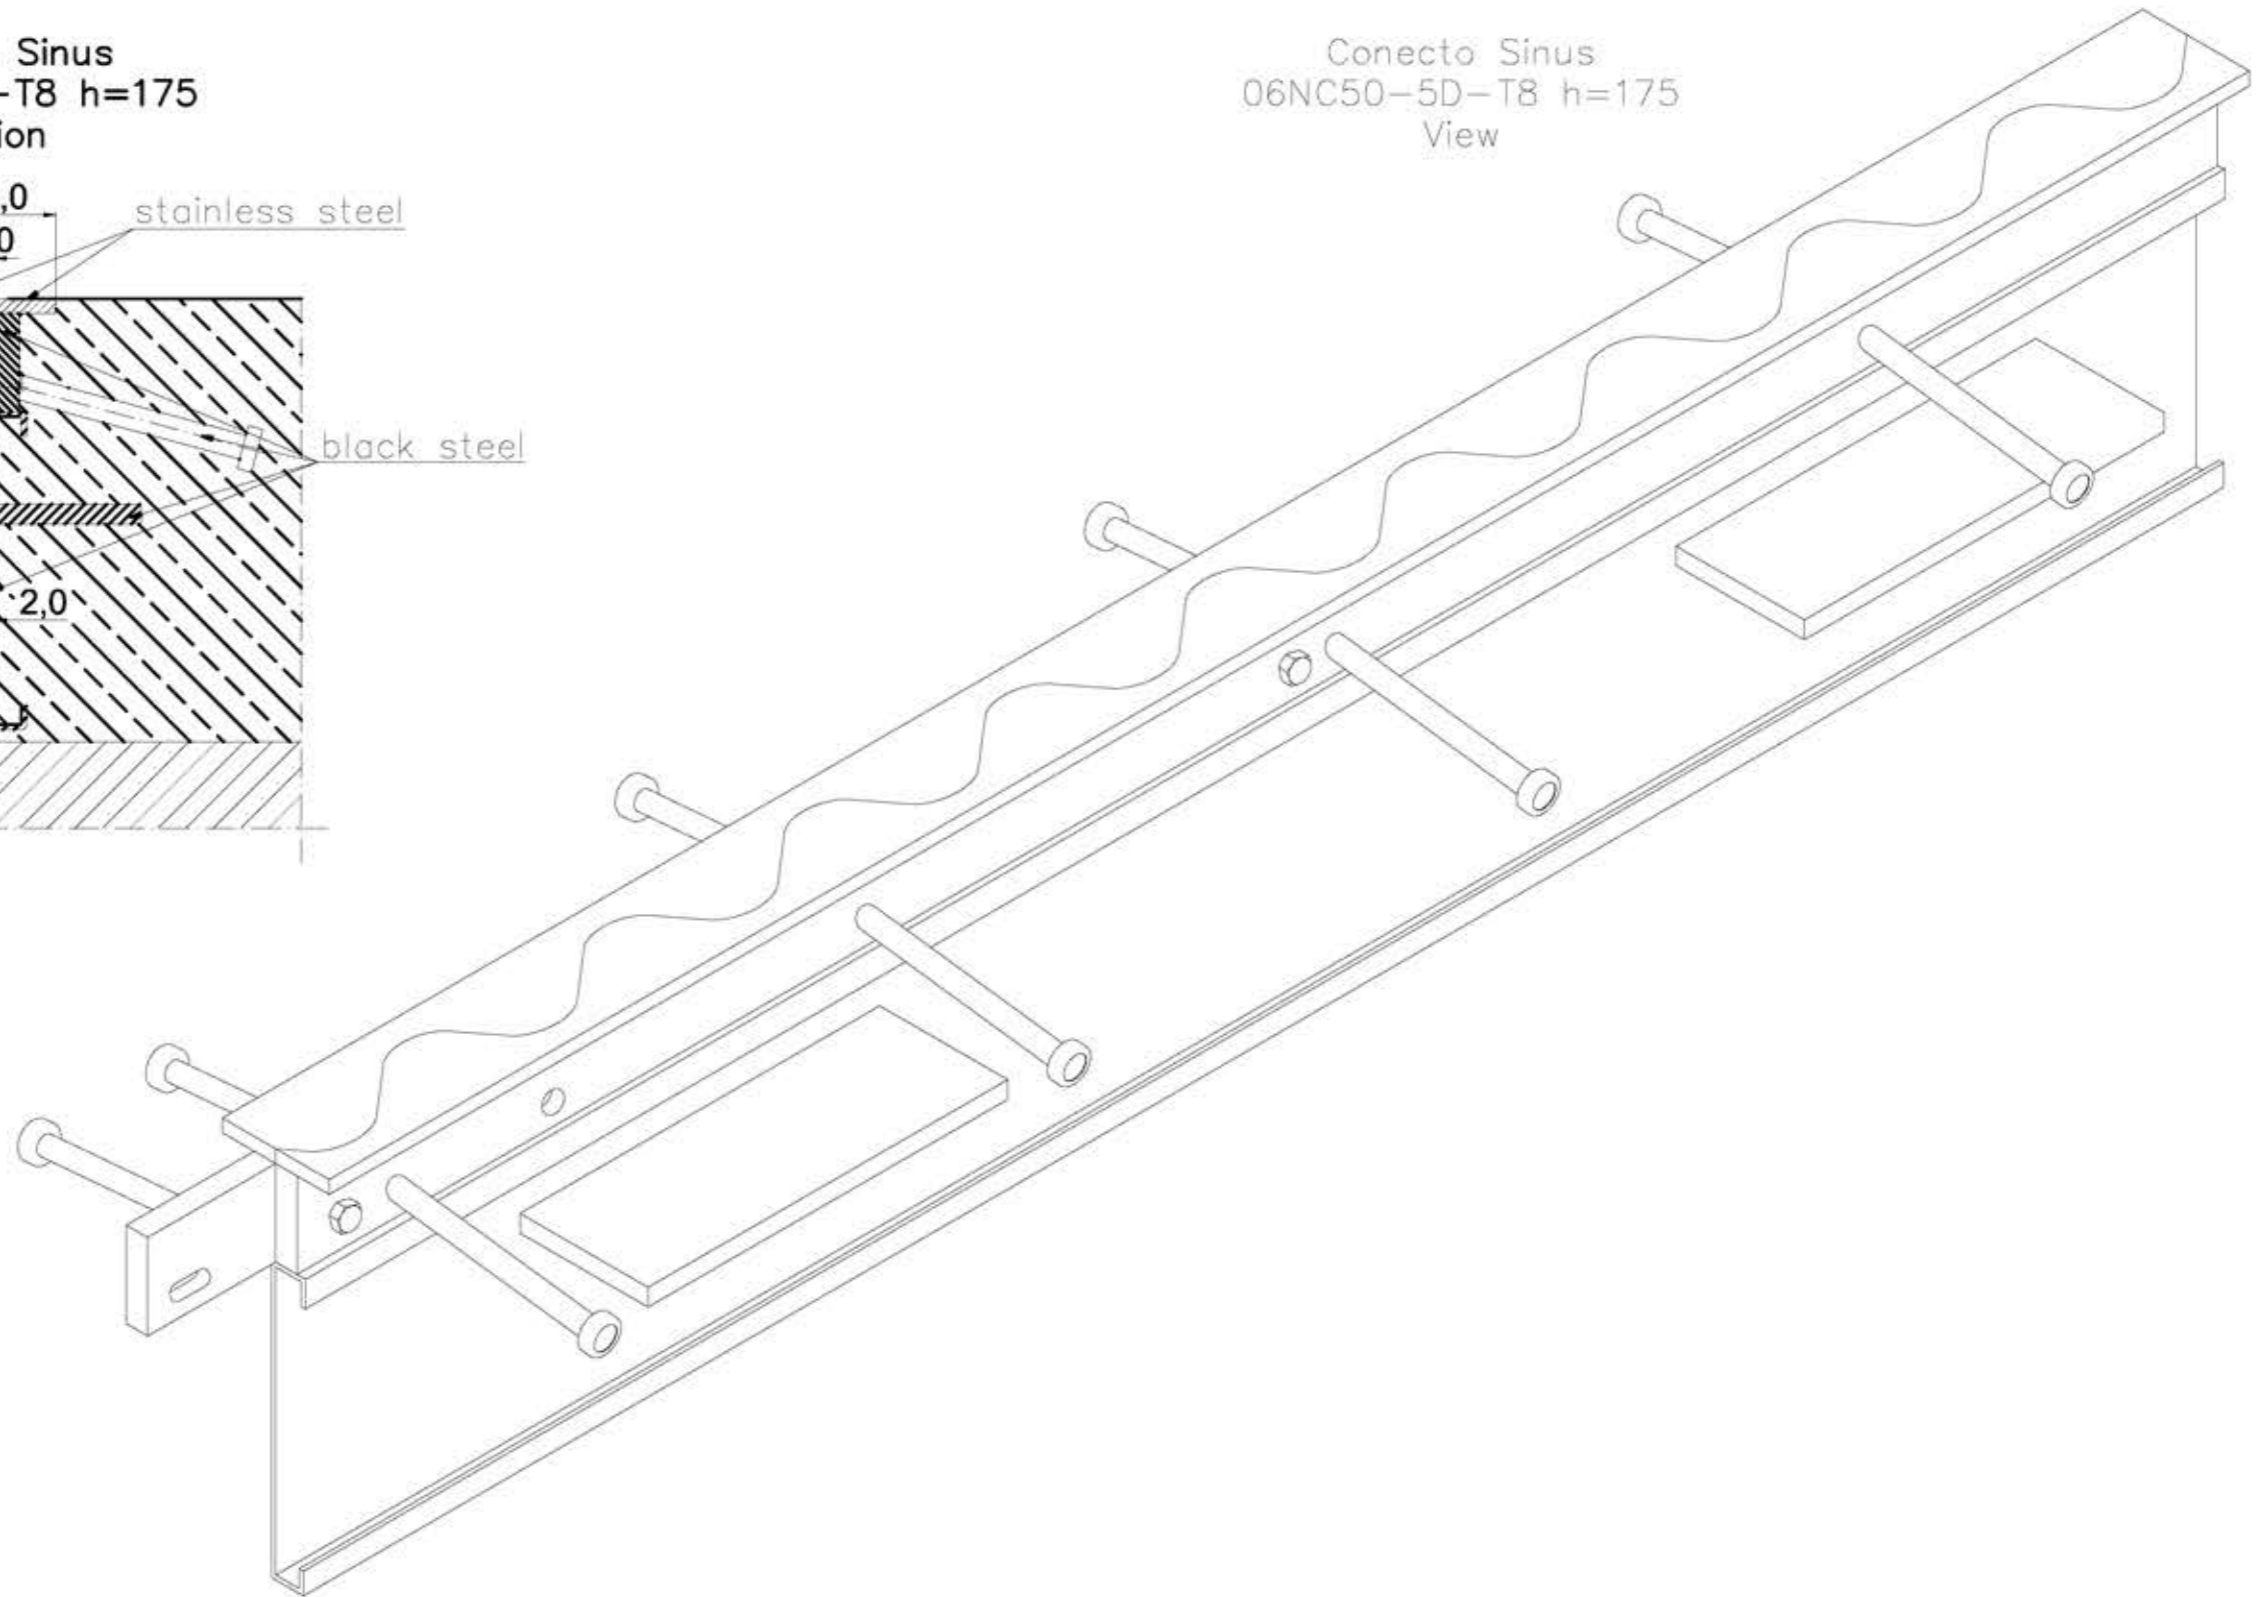 Sinus
-T8 h=175
ion
,0
0
stainless steel
black steel
2,0
Conecto Sinus
06NC50-5D-T8 h=175
View